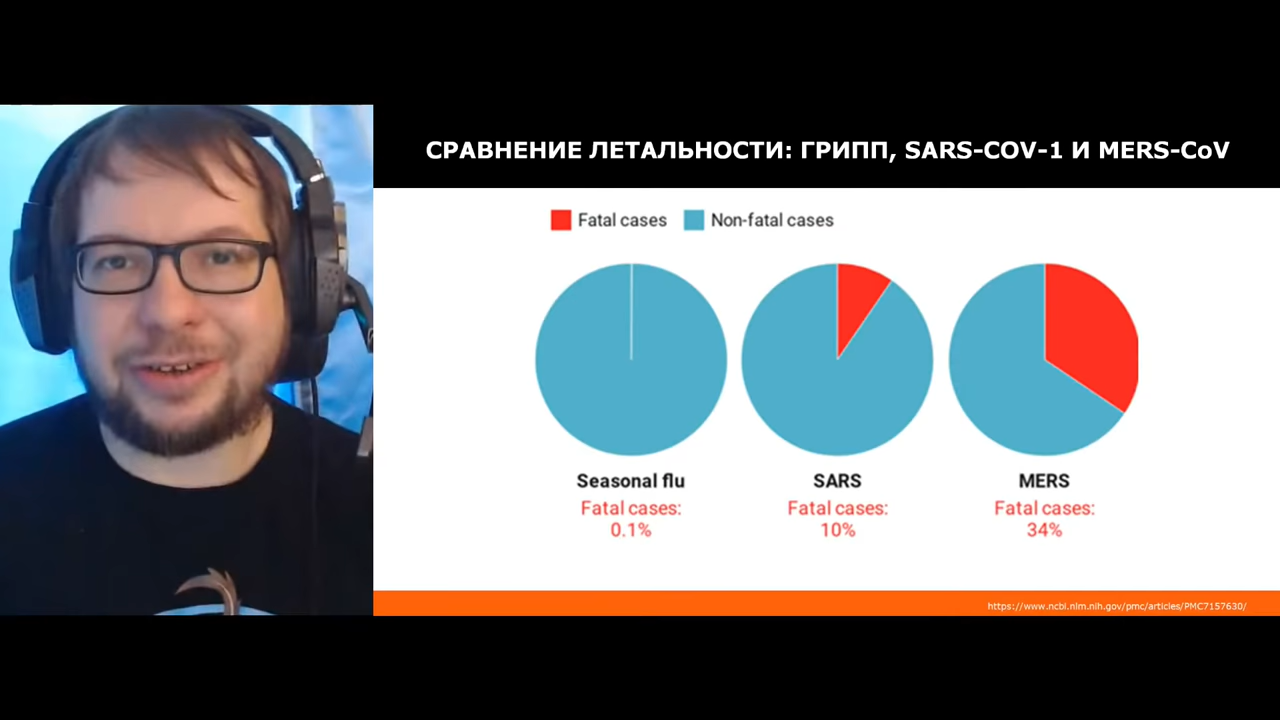 СРАВНЕНИЕ ЛЕТАЛЬНОСТИ: ГРИПП, SARS-COV-1 И MERS-CoV
Fatal cases Non-fatal cases
Seasonal flu
Fatal cases:
0.1%
SARS
Fatal cases:
10%
MERS
Fatal cases:
34%
https://www.ncbi.nlm.nih.gov/pmc/articles/PMC7157630/